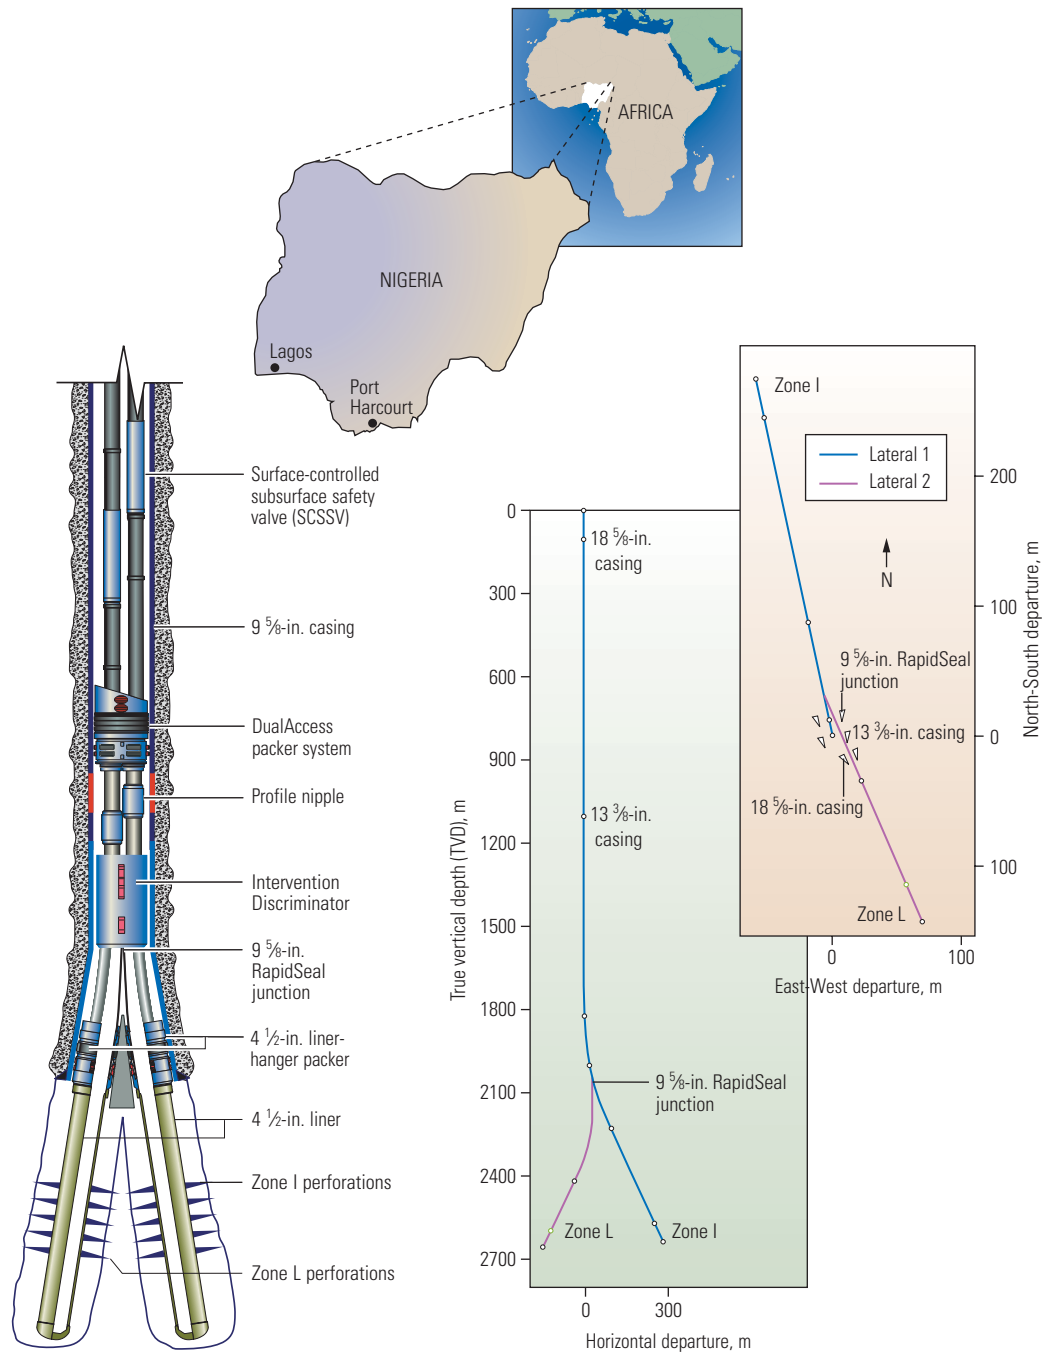 AFRICA
NIGERIA
Lagos
Port
Harcourt
Surface-controlled
subsurface safety
valve (SCSSV)
9 5⁄8-in. casing
DualAccess
packer system
Profile nipple
Intervention
Discriminator
9 5⁄8-in.
RapidSeal
junction
4 1⁄2-in. liner-
hanger packer
4 1⁄2-in. liner
Zone I perforations
Zone L perforations
True vertical depth (TVD), m
0
300
600
900
1200
1500
1800
2100
2400
2700
18 5⁄8-in.
casing
13 3⁄8-in.
casing
9 5⁄8-in. RapidSeal
junction
Zone L
Zone I
0
300
Horizontal departure, m
Zone I
Lateral 1
Lateral 2
N
9 5⁄8-in. RapidSeal
junction
13 3⁄8-in. casing
18 5⁄8-in. casing
Zone L
200
100
0
100
North-South departure, m
0
100
East-West departure, m